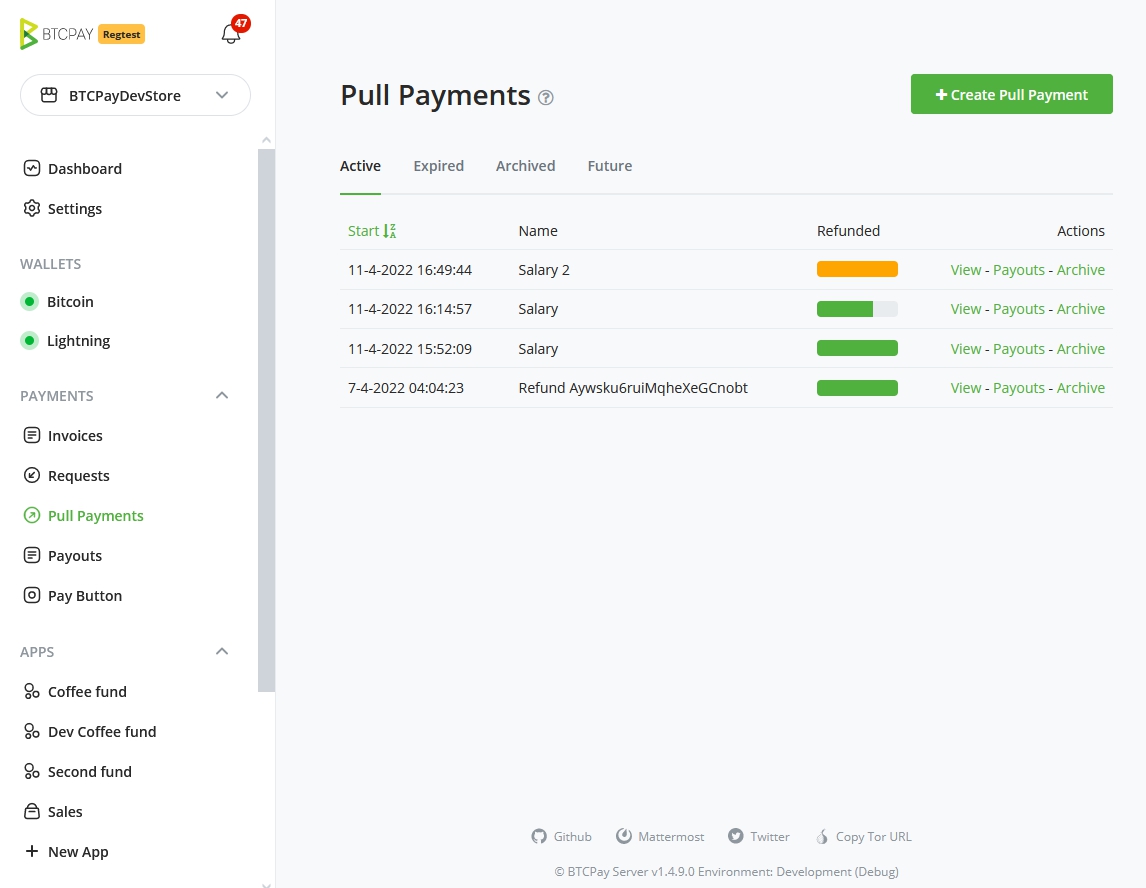 BTCPAY Regtest 47
BTCPayDevStore
Dashboard
Settings
WALLETS
Bitcoin
Lightning
PAYMENTS
Invoices
Requests
Pull Payments
Payouts
Pay Button
APPS
Coffee fund
Dev Coffee fund
Second fund
Sales
New App
Pull Payments ?
Create Pull Payment
Active Expired Archived Future
Start Name Refunded Actions
11-4-2022 16:49:44 Salary 2 View - Payouts - Archive
11-4-2022 16:14:57 Salary View - Payouts - Archive
11-4-2022 15:52:09 Salary View - Payouts - Archive
7-4-2022 04:04:23 Refund Aywsku6ruiMqheXeGCnobt View - Payouts - Archive
Github Mattermost Twitter Copy Tor URL
© BTCPay Server v1.4.9.0 Environment: Development (Debug)